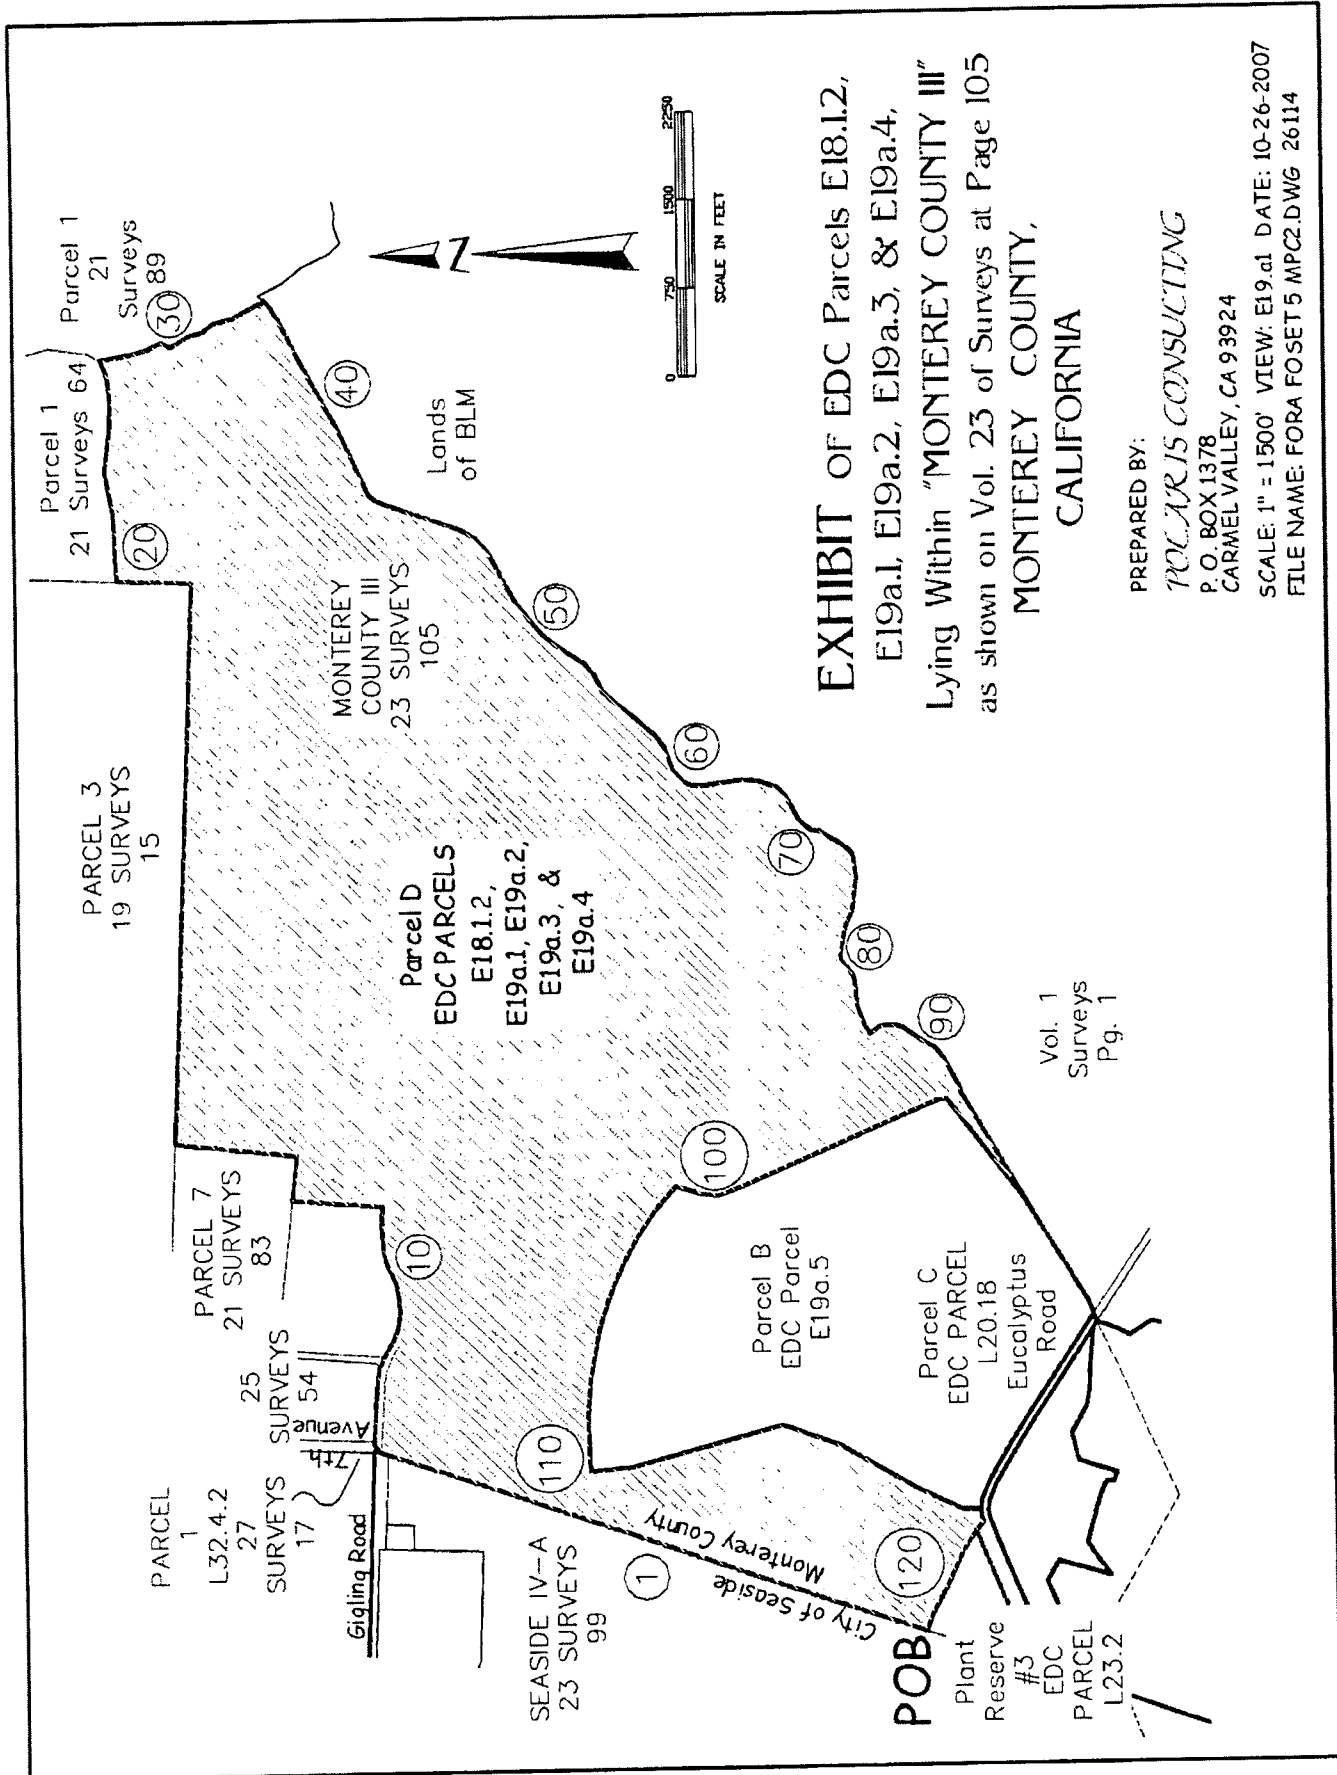 PARCEL
1
L32.4.2
27
SURVEYS
17
7th
Avenue
Gigling Road
25
SURVEYS
54
PARCEL 7
21 SURVEYS
83
PARCEL 3
19 SURVEYS
15
Parcel 1
21 Surveys 64
Parcel 1
21
Surveys
89
10
20
30
40
50
60
70
80
90
100
110
120
1
MONTEREY
COUNTY III
23 SURVEYS
105
Lands
of BLM
Parcel D
EDC PARCELS
E18.1.2,
E19a.1, E19a.2,
E19a.3, &
E19a.4
SEASIDE IV-A
23 SURVEYS
99
City of Seaside
Monterey County
Parcel B
EDC Parcel
E19a.5
Parcel C
EDC PARCEL
L20.18
Eucalyptus
Road
Vol. 1
Surveys
Pg. 1
POB
Plant
Reserve
#3
EDC
PARCEL
L23.2
N
0 750 1500 2250
SCALE IN FEET
EXHIBIT OF EDC Parcels E18.1.2,
E19a.1, E19a.2, E19a.3, & E19a.4,
Lying Within "MONTEREY COUNTY III"
as shown on Vol. 23 of Surveys at Page 105
MONTEREY COUNTY,
CALIFORNIA
PREPARED BY:
POLARIS CONSULTING
P. O. BOX 1378
CARMEL VALLEY, CA 93924
SCALE: 1" = 1500' VIEW: E19.a1 DATE: 10-26-2007
FILE NAME: FORA FOSET5 MPC2.DWG 26114